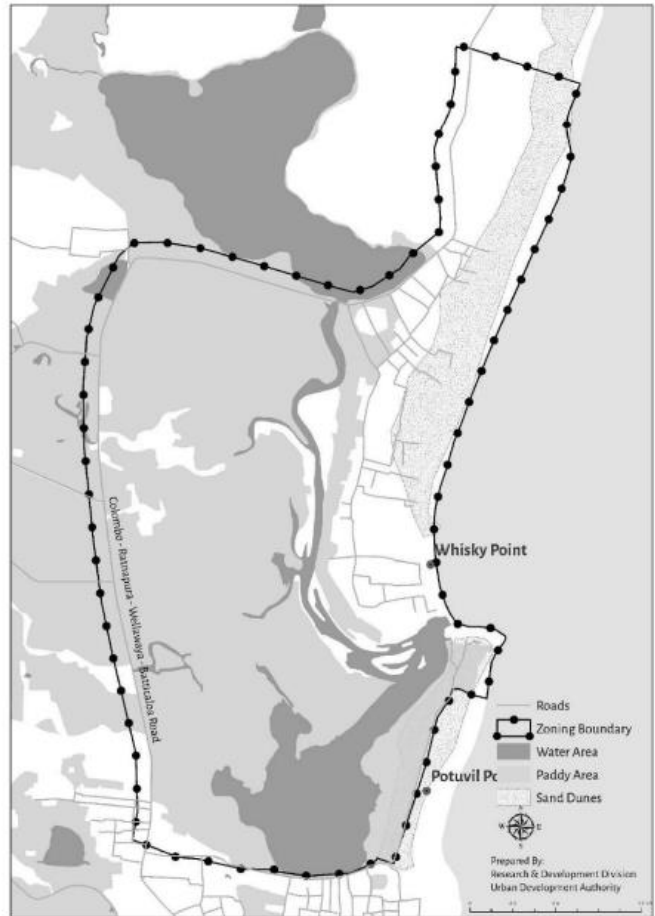 Colombo - Ratnapura - Wellawaya - Batticaloa Road
Whisky Point
Potuvil Po
Roads
Zoning Boundary
Water Area
Paddy Area
Sand Dunes
N
W
E
S
Prepared By:
Research & Development Division
Urban Development Authority